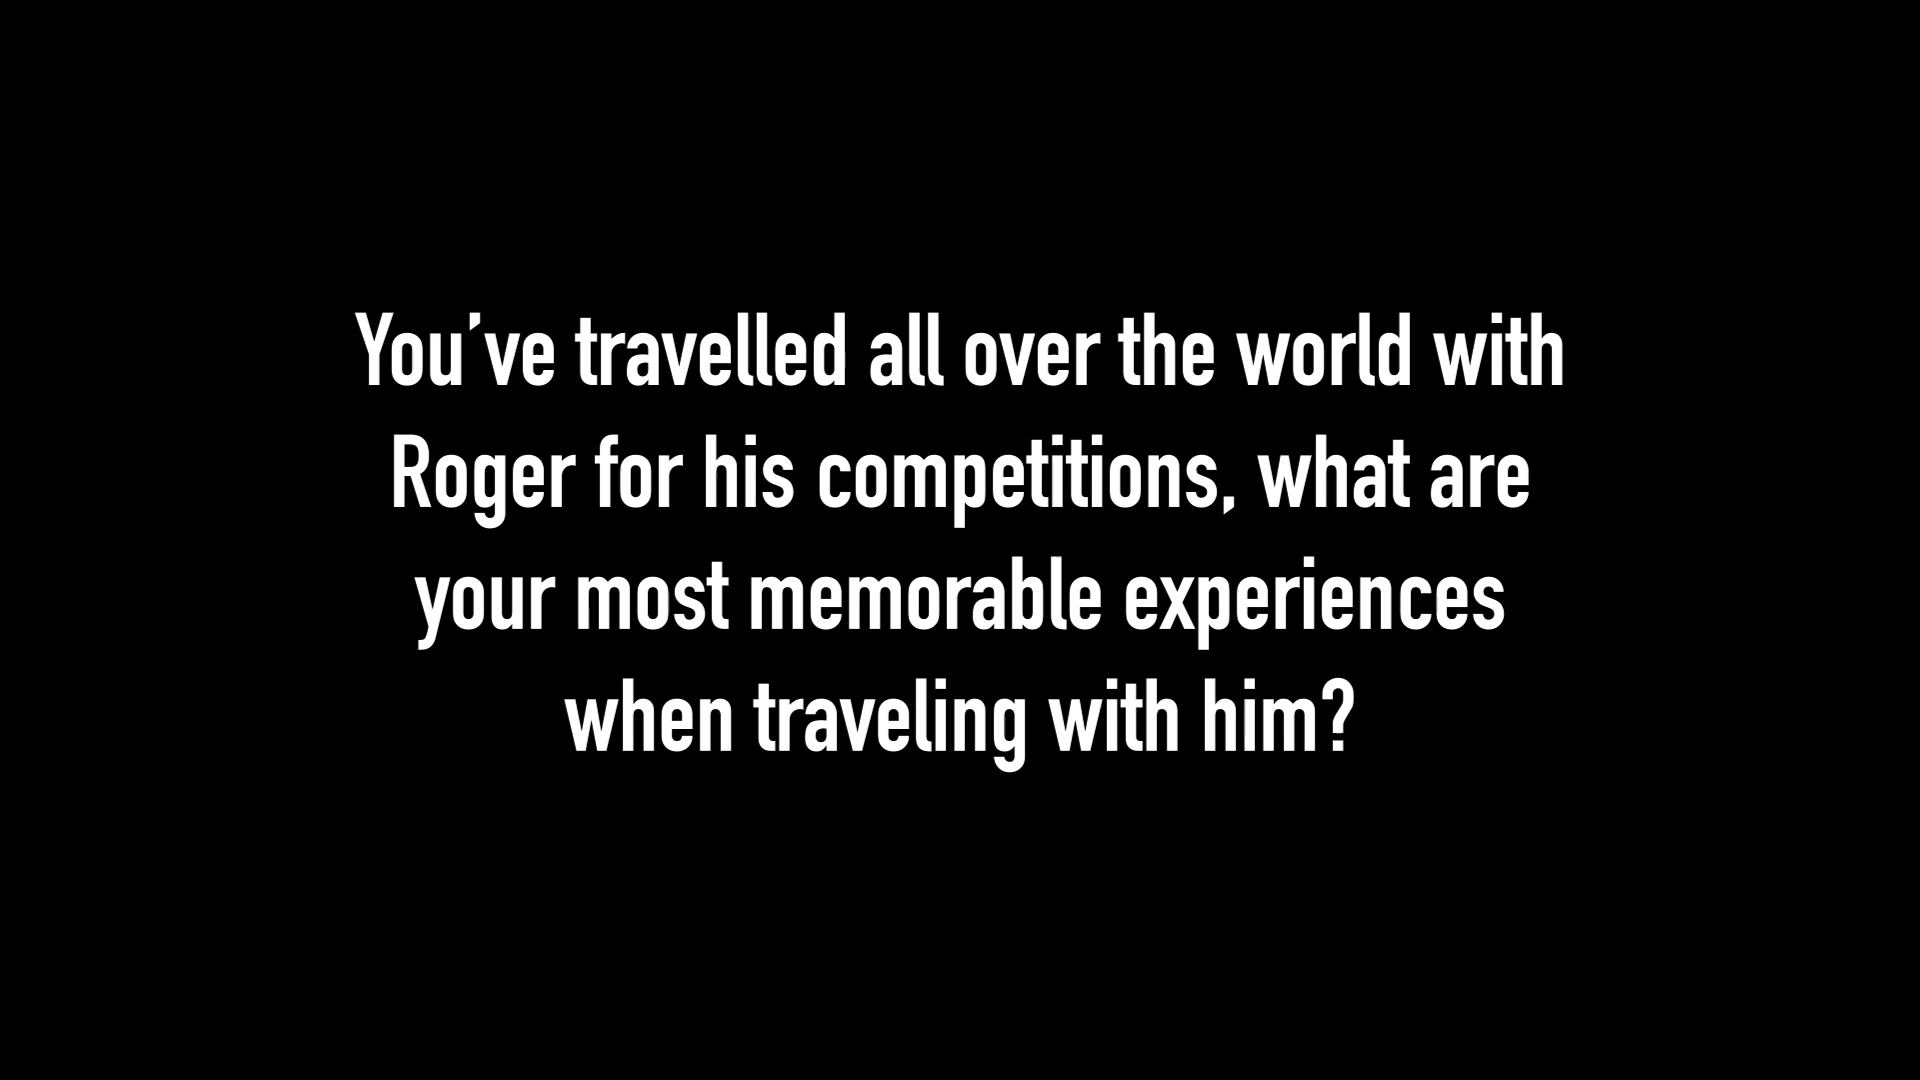 You’ve travelled all over the world with
Roger for his competitions, what are
your most memorable experiences
when traveling with him?